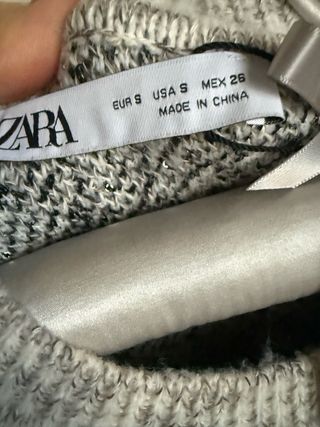 ZARA
EUR S USA S MEX 26
MADE IN CHINA